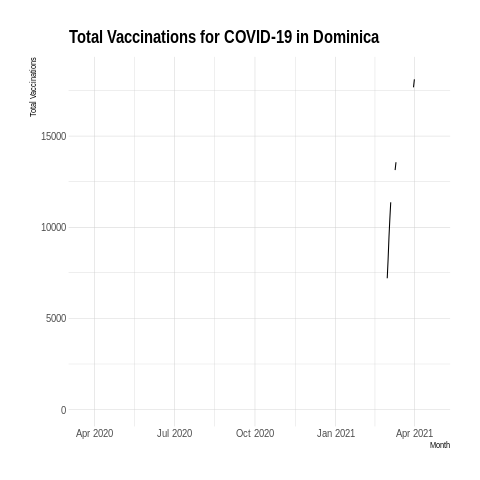 Total Vaccinations for COVID-19 in Dominica
Total Vaccinations
15000
10000
5000
0
Apr 2020 Jul 2020 Oct 2020 Jan 2021 Apr 2021
Month